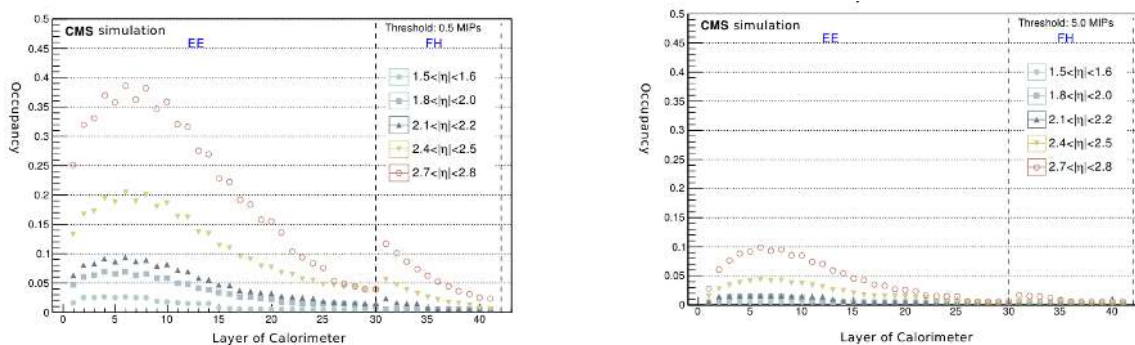 CMS simulation
Threshold: 0.5 MIPs
EE
FH
1.5<|η|<1.6
1.8<|η|<2.0
2.1<|η|<2.2
2.4<|η|<2.5
2.7<|η|<2.8
Occupancy
0.5
0.45
0.4
0.35
0.3
0.25
0.2
0.15
0.1
0.05
0
0 5 10 15 20 25 30 35 40
Layer of Calorimeter
CMS simulation
Threshold: 5.0 MIPs
EE
FH
1.5<|η|<1.6
1.8<|η|<2.0
2.1<|η|<2.2
2.4<|η|<2.5
2.7<|η|<2.8
Occupancy
0.5
0.45
0.4
0.35
0.3
0.25
0.2
0.15
0.1
0.05
0
0 5 10 15 20 25 30 35 40
Layer of Calorimeter